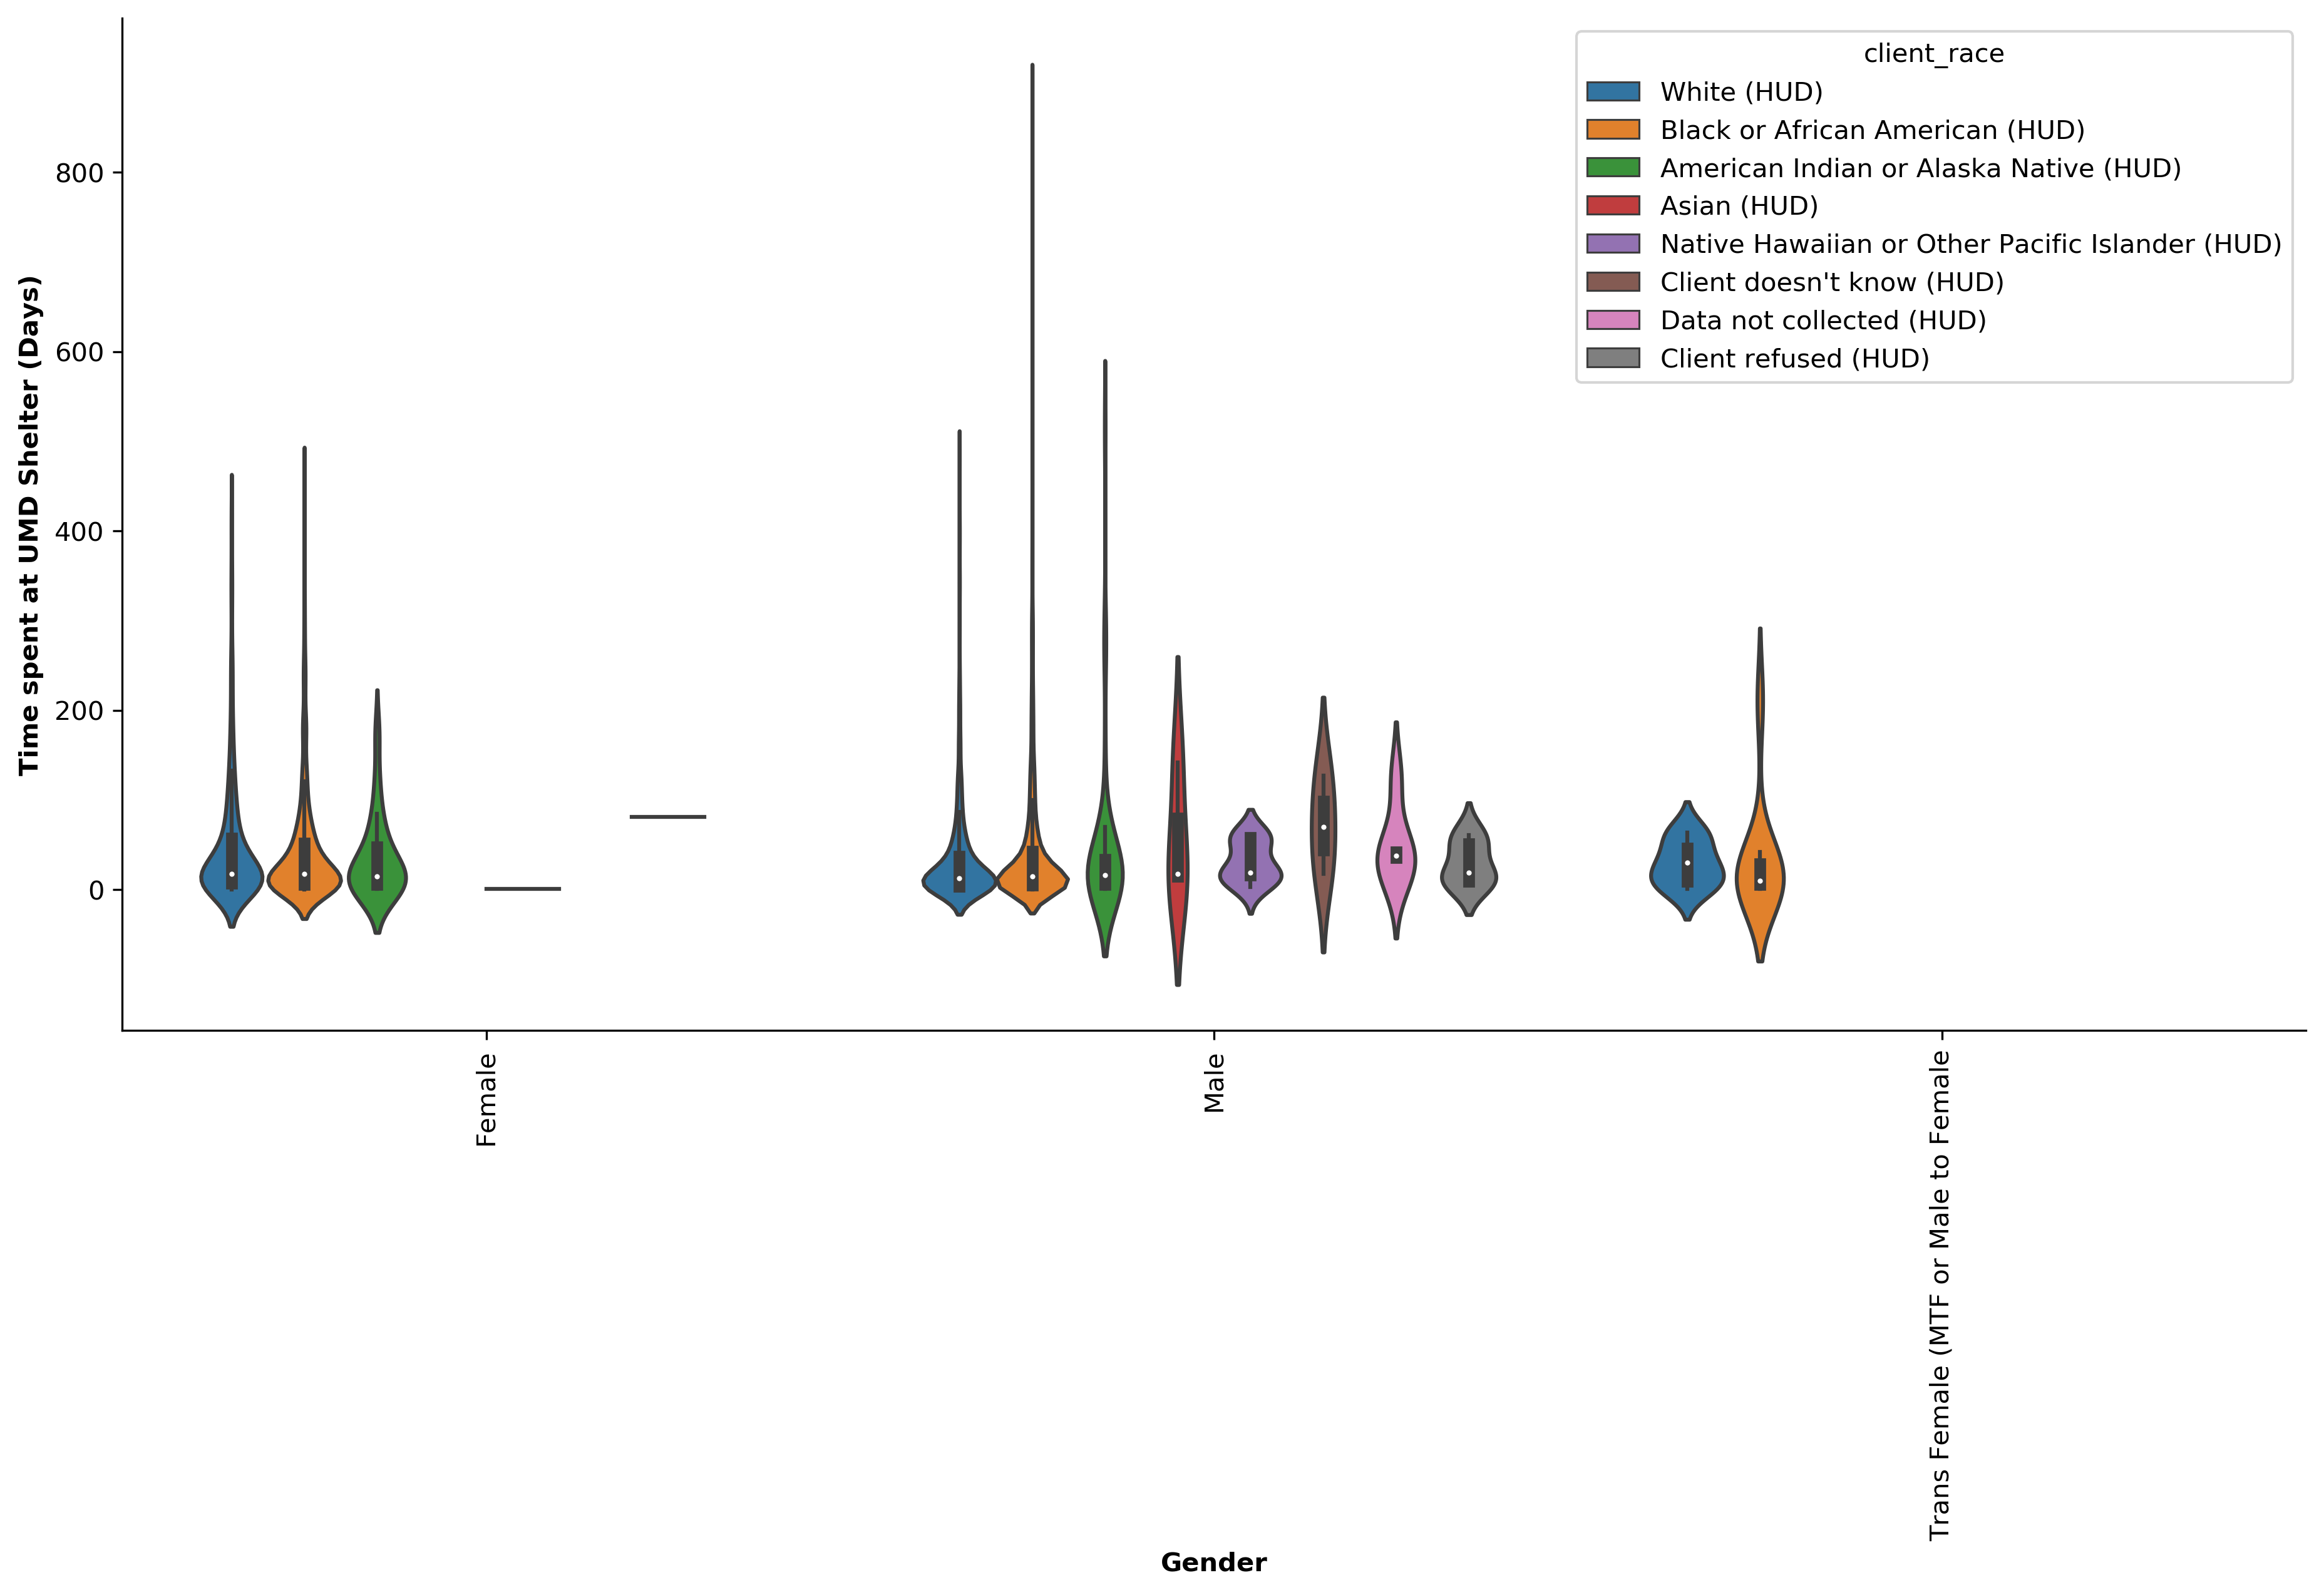 client_race
White (HUD)
Black or African American (HUD)
American Indian or Alaska Native (HUD)
Asian (HUD)
Native Hawaiian or Other Pacific Islander (HUD)
Client doesn't know (HUD)
Data not collected (HUD)
Client refused (HUD)
Time spent at UMD Shelter (Days)
800
600
400
200
0
Female
Male
Trans Female (MTF or Male to Female
Gender